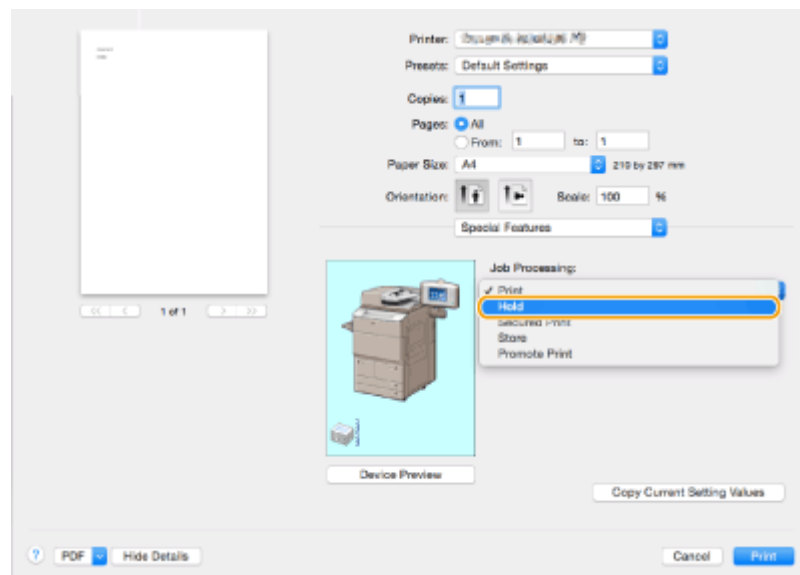 Printer:
Presets: Default Settings
Copies: 1
Pages: All
From: 1 to: 1
Paper Size: A4 210 by 297 mm
Orientation: Scale: 100 %
Special Features
Job Processing:
✓ Print
Hold
Secured Print
Store
Promote Print
<< < 1 of 1 > >>
Device Preview
Copy Current Setting Values
? PDF Hide Details Cancel Print